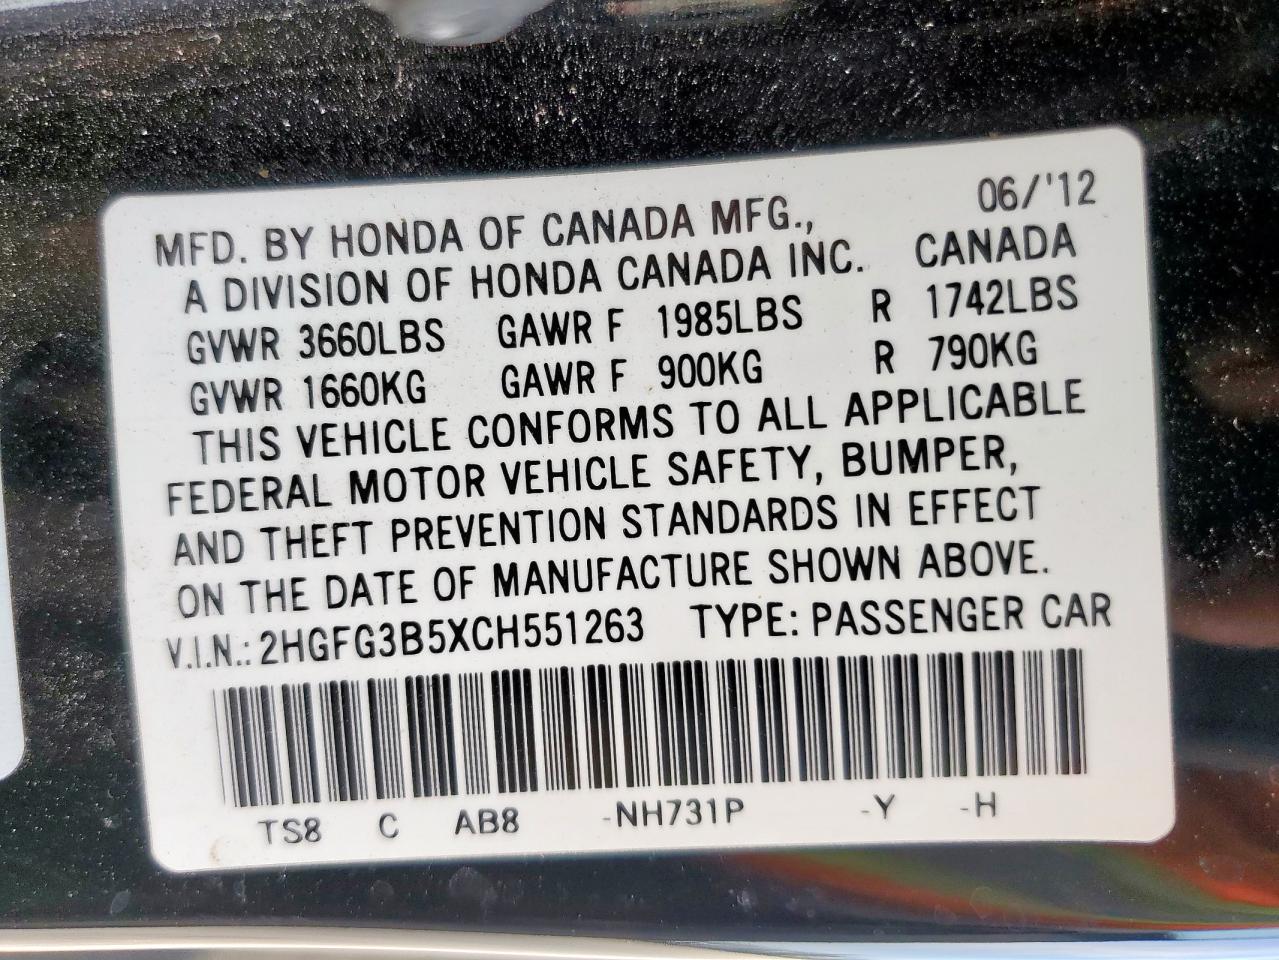 06/'12
MFD. BY HONDA OF CANADA MFG.,
A DIVISION OF HONDA CANADA INC. CANADA
GVWR 3660LBS GAWR F 1985LBS R 1742LBS
GVWR 1660KG GAWR F 900KG R 790KG
THIS VEHICLE CONFORMS TO ALL APPLICABLE
FEDERAL MOTOR VEHICLE SAFETY, BUMPER,
AND THEFT PREVENTION STANDARDS IN EFFECT
ON THE DATE OF MANUFACTURE SHOWN ABOVE.
V.I.N.: 2HGFG3B5XCH551263 TYPE: PASSENGER CAR
TS8 C AB8 -NH731P -Y -H